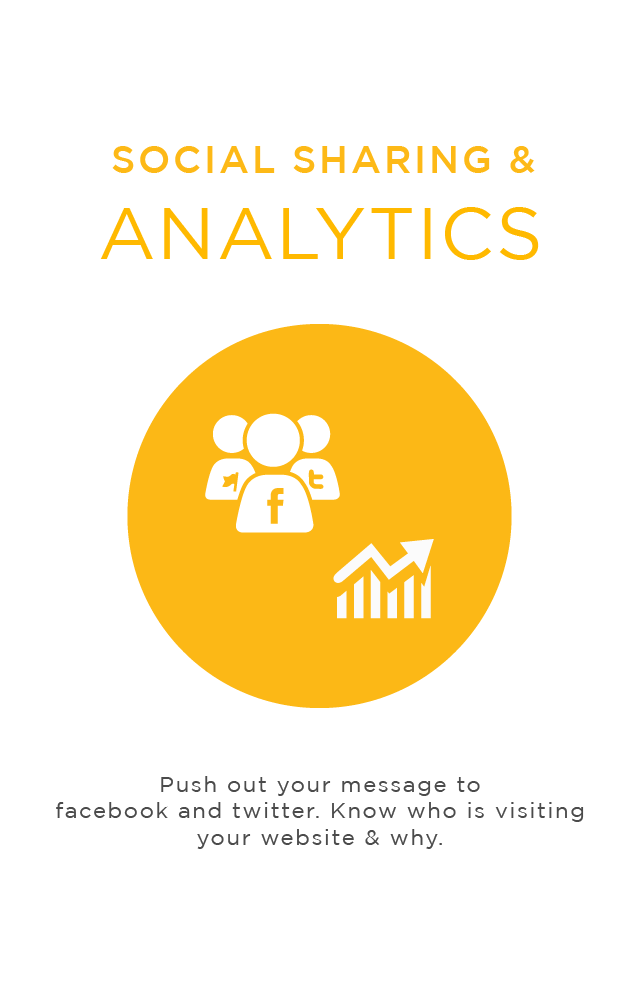 SOCIAL SHARING &
ANALYTICS
f
t
Push out your message to
facebook and twitter. Know who is visiting
your website & why.